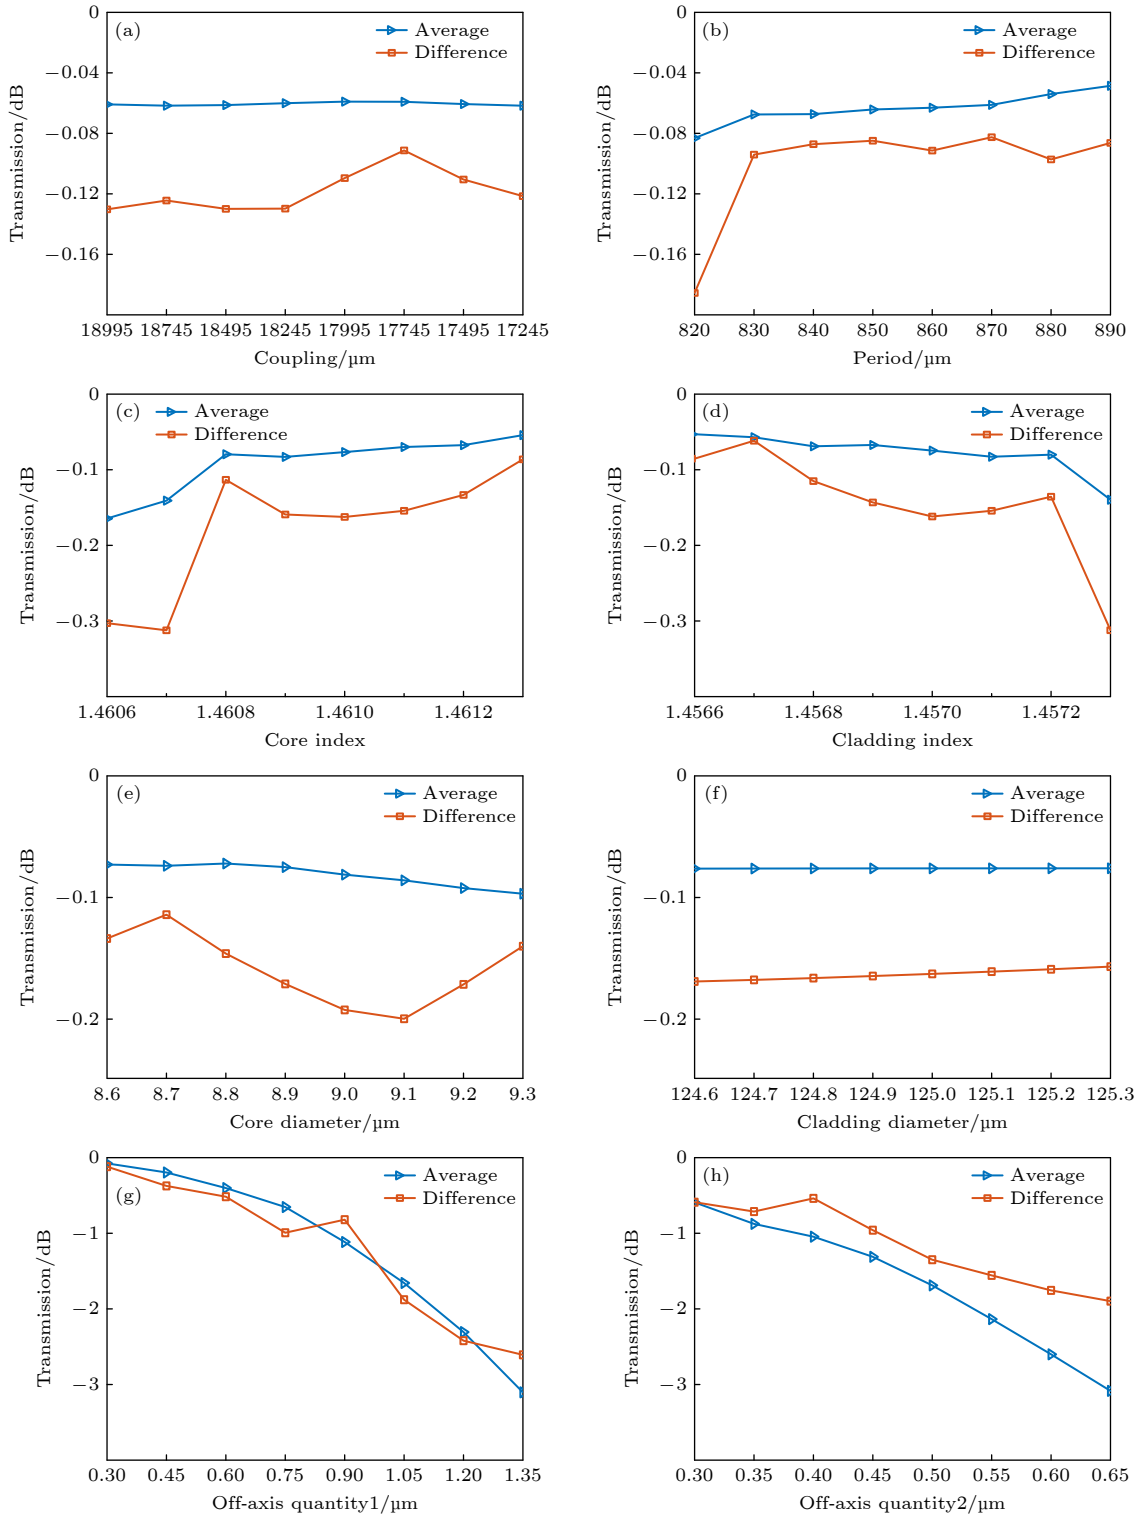 0
(a)
Average
Difference
−0.04
−0.08
−0.12
−0.16
Transmission/dB
18995 18745 18495 18245 17995 17745 17495 17245
Coupling/μm
0
(b)
Average
Difference
−0.04
−0.08
−0.12
−0.16
Transmission/dB
820 830 840 850 860 870 880 890
Period/μm
0
(c)
Average
Difference
−0.1
−0.2
−0.3
Transmission/dB
1.4606 1.4608 1.4610 1.4612
Core index
0
(d)
Average
Difference
−0.1
−0.2
−0.3
Transmission/dB
1.4566 1.4568 1.4570 1.4572
Cladding index
0
(e)
Average
Difference
−0.1
−0.2
Transmission/dB
8.6 8.7 8.8 8.9 9.0 9.1 9.2 9.3
Core diameter/μm
0
(f)
Average
Difference
−0.1
−0.2
Transmission/dB
124.6 124.7 124.8 124.9 125.0 125.1 125.2 125.3
Cladding diameter/μm
0
(g)
Average
Difference
−1
−2
−3
Transmission/dB
0.30 0.45 0.60 0.75 0.90 1.05 1.20 1.35
Off-axis quantity1/μm
0
(h)
Average
Difference
−1
−2
−3
Transmission/dB
0.30 0.35 0.40 0.45 0.50 0.55 0.60 0.65
Off-axis quantity2/μm